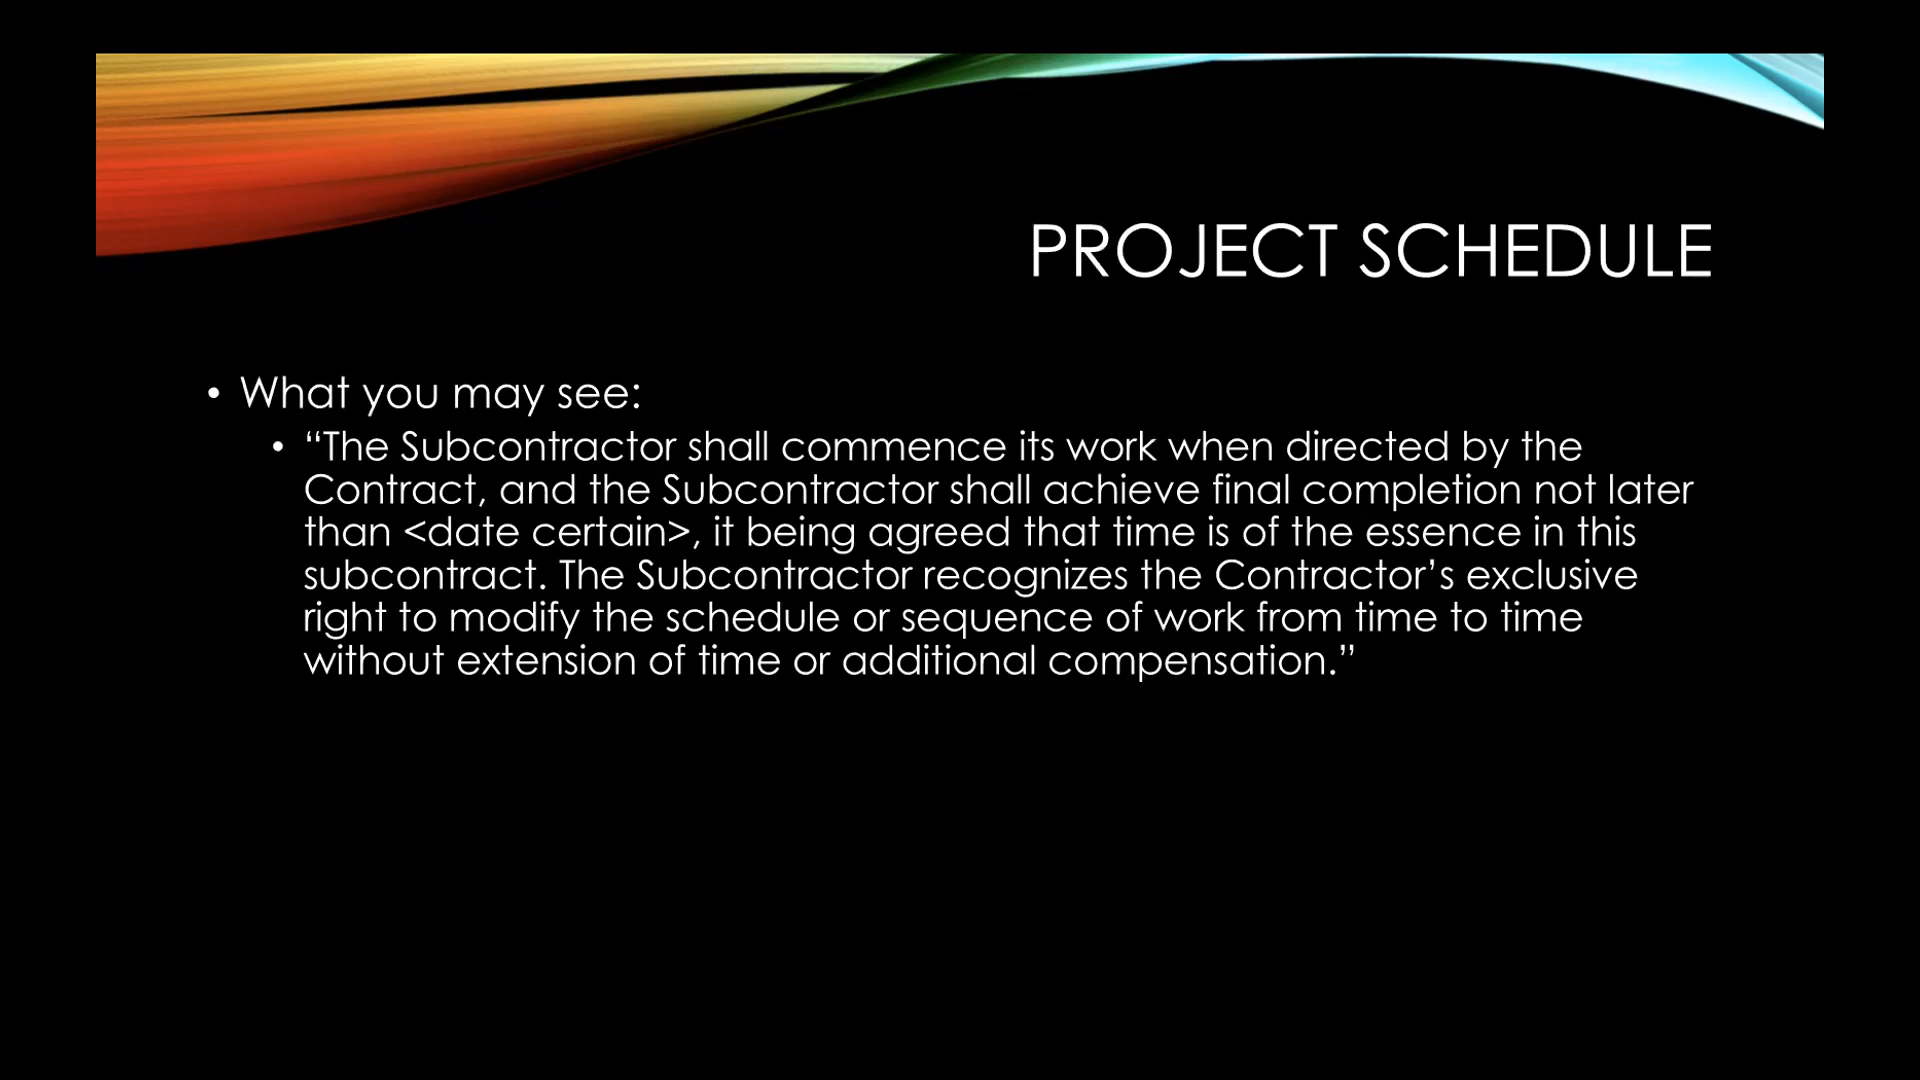 PROJECT SCHEDULE
• What you may see:
• “The Subcontractor shall commence its work when directed by the
Contract, and the Subcontractor shall achieve final completion not later
than <date certain>, it being agreed that time is of the essence in this
subcontract. The Subcontractor recognizes the Contractor’s exclusive
right to modify the schedule or sequence of work from time to time
without extension of time or additional compensation.”